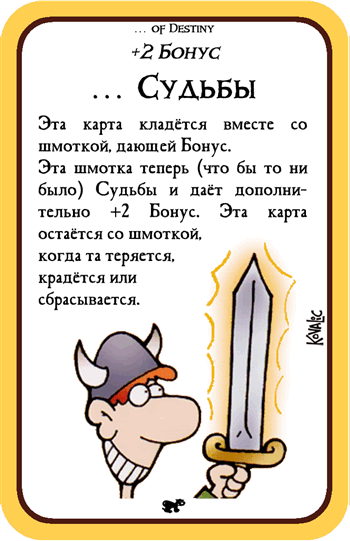 ... of Destiny
+2 Бонус
... Судьбы
Эта карта кладётся вместе со
шмоткой, дающей Бонус.
Эта шмотка теперь (что бы то ни
было) Судьбы и даёт дополни-
тельно +2 Бонус. Эта карта
остаётся со шмоткой,
когда та теряется,
крадётся или
сбрасывается.
Kovalic